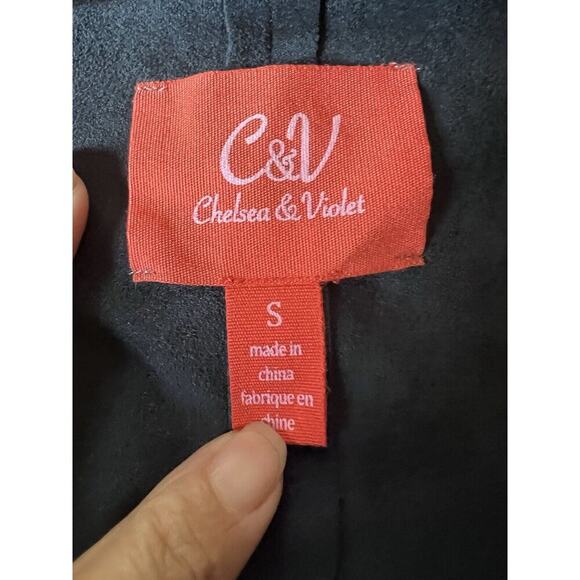 C&V
Chelsea & Violet
S
made in
china
fabrique en
chine